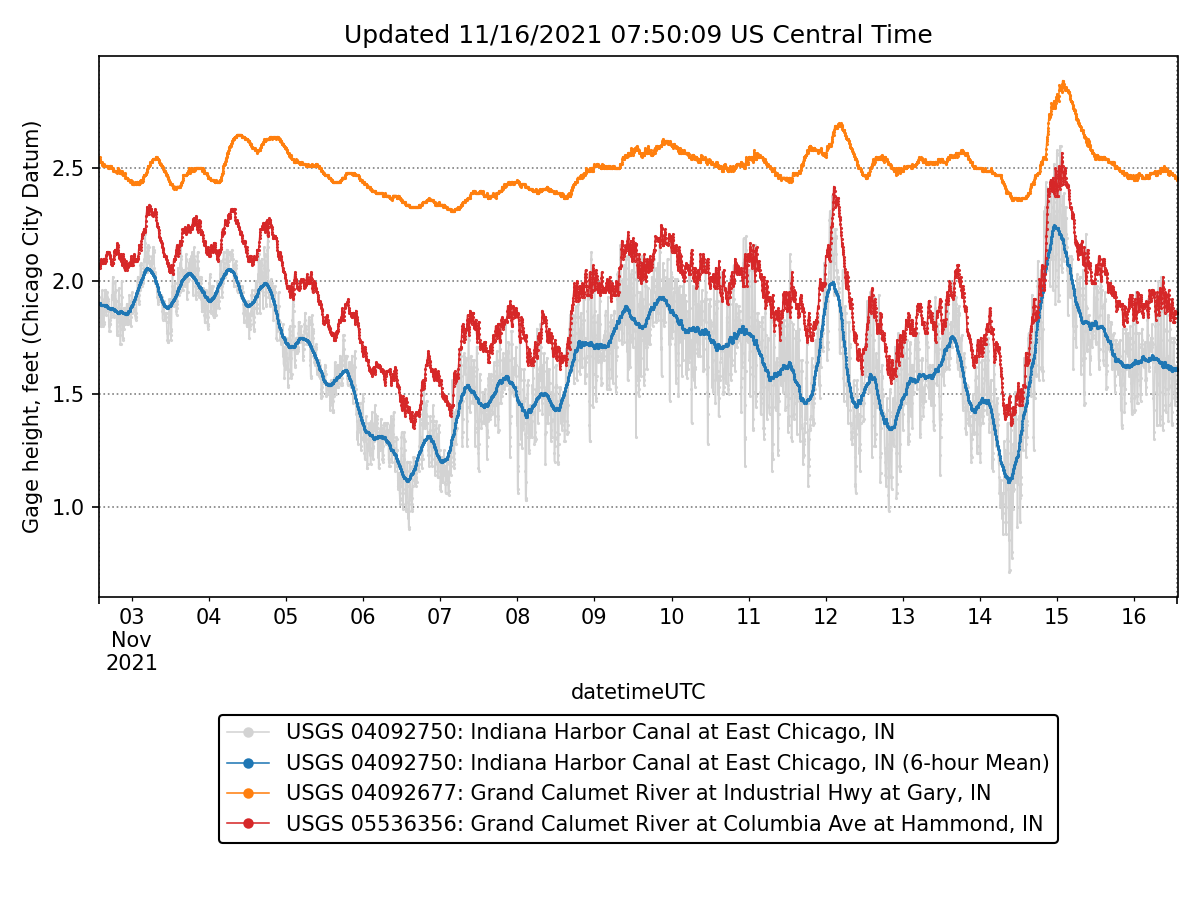 Updated 11/16/2021 07:50:09 US Central Time
Gage height, feet (Chicago City Datum)
2.5
2.0
1.5
1.0
03 04 05 06 07 08 09 10 11 12 13 14 15 16
Nov
2021
datetimeUTC
USGS 04092750: Indiana Harbor Canal at East Chicago, IN
USGS 04092750: Indiana Harbor Canal at East Chicago, IN (6-hour Mean)
USGS 04092677: Grand Calumet River at Industrial Hwy at Gary, IN
USGS 05536356: Grand Calumet River at Columbia Ave at Hammond, IN